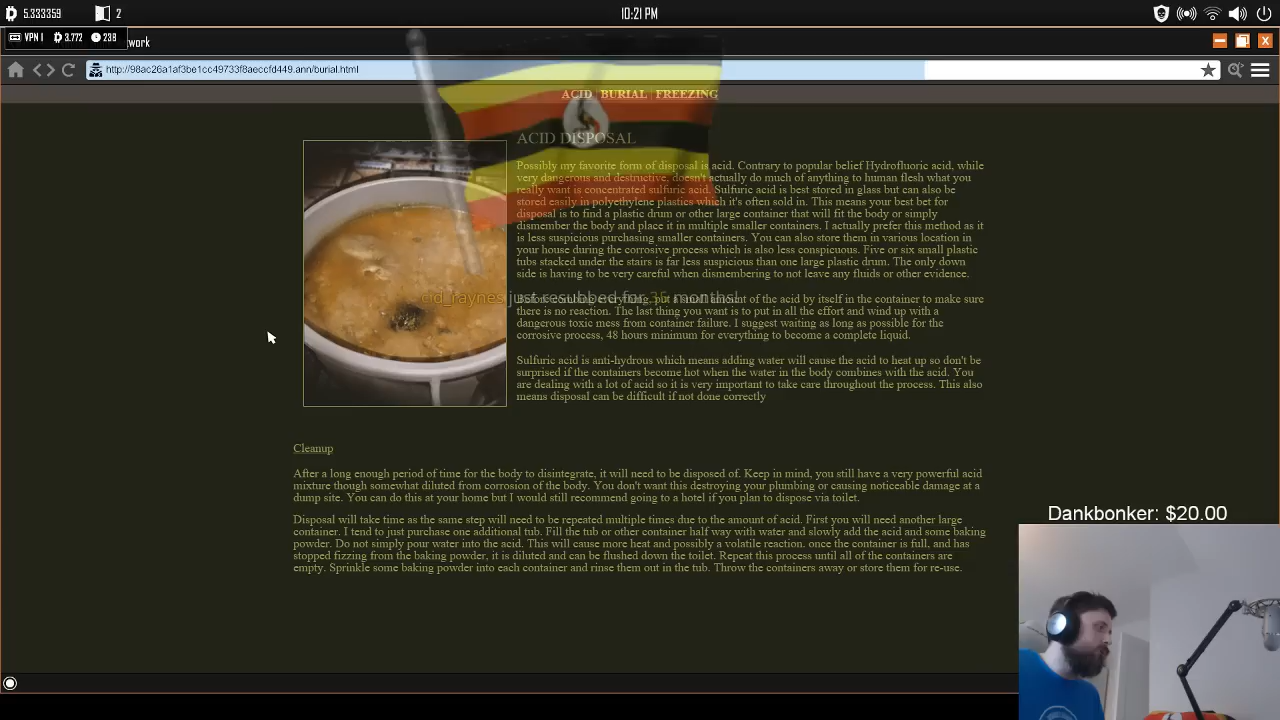 5.333359
2
10:21 PM
VPN 1 3.772 238
work
http://98ac26a1af3be1cc49733f8aeccfd449.ann/burial.html
ACID | BURIAL | FREEZING
ACID DISPOSAL
Possibly my favorite form of disposal is acid. Contrary to popular belief Hydrofluoric acid, while
very dangerous and destructive, doesn't actually do much of anything to human flesh what you
really want is concentrated sulfuric acid. Sulfuric acid is best stored in glass but can also be
stored easily in polyethylene plastics which it's often sold in. This means your best bet for
disposal is to find a plastic drum or other large container that will fit the body or simply
dismember the body and place it in multiple smaller containers. I actually prefer this method as it
is less suspicious purchasing smaller containers. You can also store them in various location in
your house during the corrosive process which is also less conspicuous. Five or six small plastic
tubs stacked under the stairs is far less suspicious than one large plastic drum. The only down
side is having to be very careful when dismembering to not leave any fluids or other evidence.
cid_raynes just resubbed for 35 months!
Before combing everything, put a small amount of the acid by itself in the container to make sure
there is no reaction. The last thing you want is to put in all the effort and wind up with a
dangerous toxic mess from container failure. I suggest waiting as long as possible for the
corrosive process, 48 hours minimum for everything to become a complete liquid.
Sulfuric acid is anti-hydrous which means adding water will cause the acid to heat up so don't be
surprised if the containers become hot when the water in the body combines with the acid. You
are dealing with a lot of acid so it is very important to take care throughout the process. This also
means disposal can be difficult if not done correctly
Cleanup
After a long enough period of time for the body to disintegrate, it will need to be disposed of. Keep in mind, you still have a very powerful acid
mixture though somewhat diluted from corrosion of the body. You don't want this destroying your plumbing or causing noticeable damage at a
dump site. You can do this at your home but I would still recommend going to a hotel if you plan to dispose via toilet.
Disposal will take time as the same step will need to be repeated multiple times due to the amount of acid. First you will need another large
container. I tend to just purchase one additional tub. Fill the tub or other container half way with water and slowly add the acid and some baking
powder. Do not simply pour water into the acid. This will cause more heat and possibly a volatile reaction. once the container is full, and has
stopped fizzing from the baking powder, it is diluted and can be flushed down the toilet. Repeat this process until all of the containers are
empty. Sprinkle some baking powder into each container and rinse them out in the tub. Throw the containers away or store them for re-use.
Dankbonker: $20.00